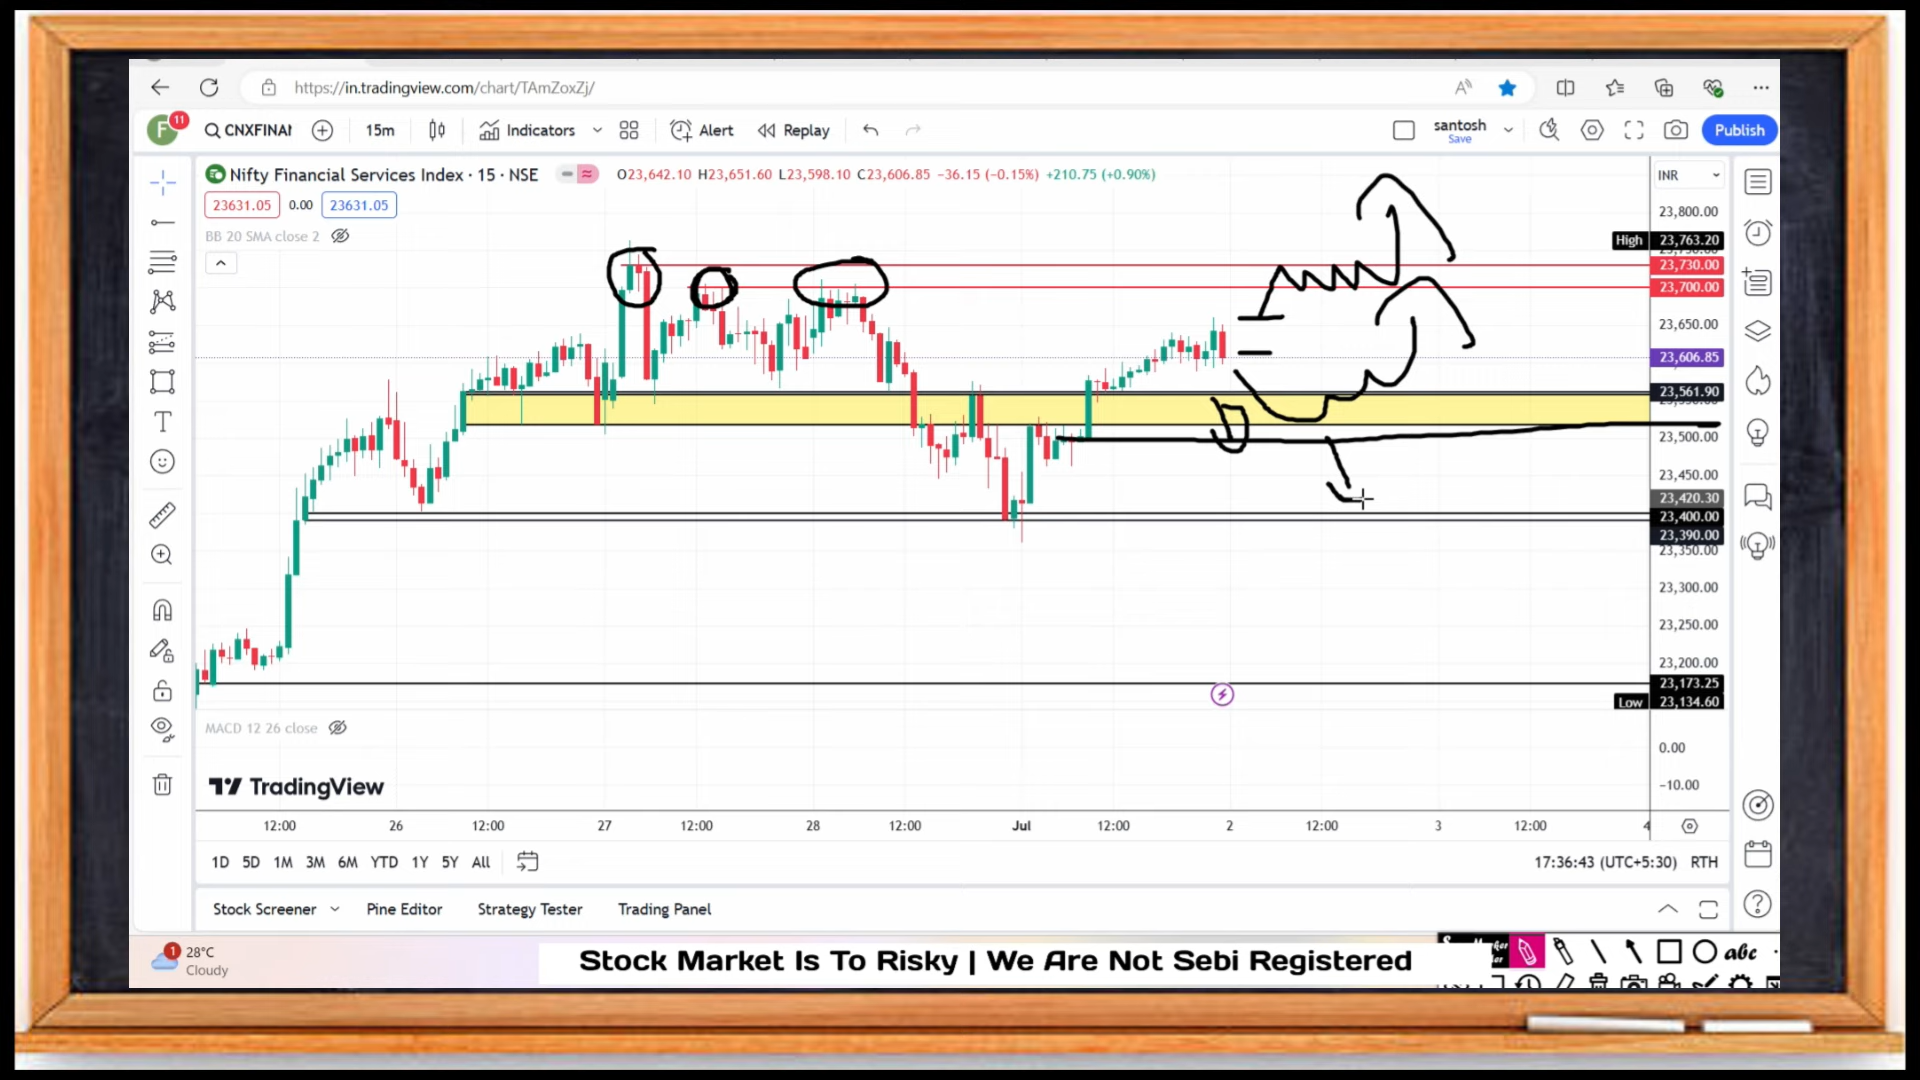 https://in.tradingview.com/chart/TAmZoxZj/
F 11 CNXFINAI 15m Indicators Alert Replay santosh Save Publish
Nifty Financial Services Index · 15 · NSE O23,642.10 H23,651.60 L23,598.10 C23,606.85 −36.15 (−0.15%) +210.75 (+0.90%) INR
23631.05 0.00 23631.05
BB 20 SMA close 2
23,800.00
High 23,763.20
23,730.00
23,700.00
23,650.00
23,606.85
23,561.90
23,500.00
23,450.00
23,420.30
23,400.00
23,390.00
23,350.00
23,300.00
23,250.00
23,200.00
23,173.25
Low 23,134.60
MACD 12 26 close
0.00
−10.00
TradingView
12:00 26 12:00 27 12:00 28 12:00 Jul 12:00 2 12:00 3 12:00 4
1D 5D 1M 3M 6M YTD 1Y 5Y All 17:36:43 (UTC+5:30) RTH
Stock Screener Pine Editor Strategy Tester Trading Panel
1 28°C
Cloudy
Stock Market Is To Risky | We Are Not Sebi Registered
abc